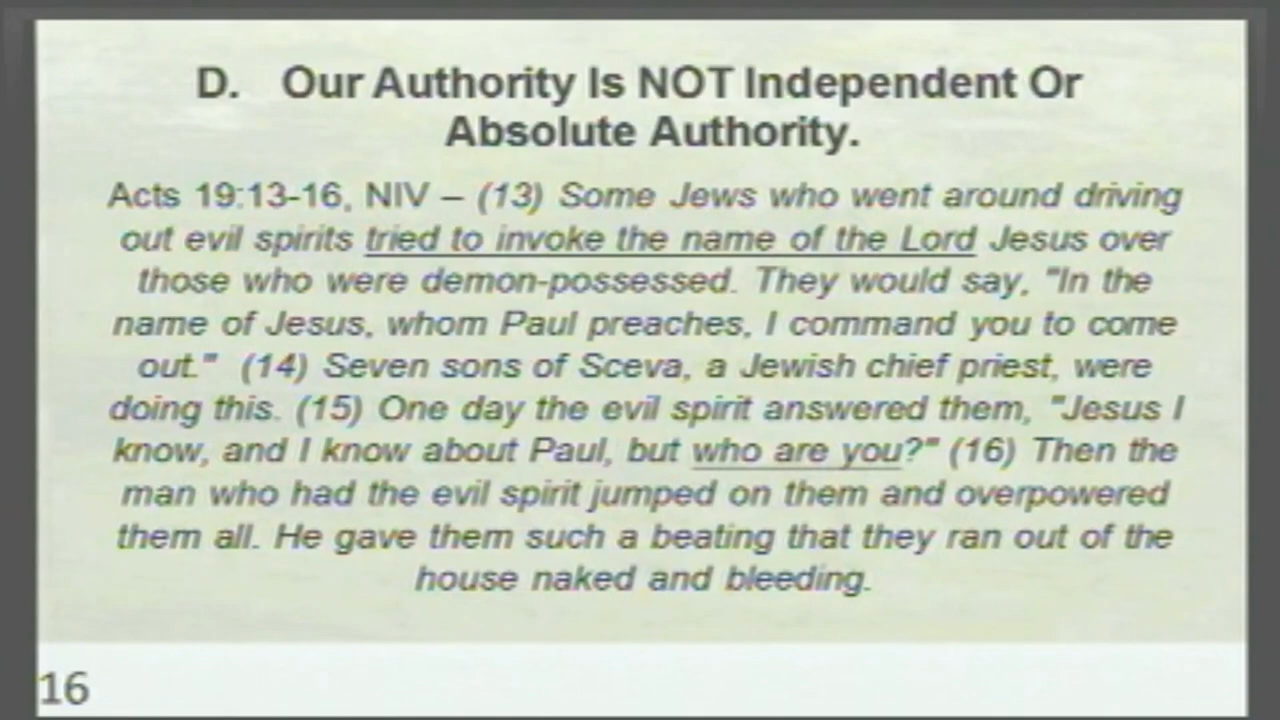 D. Our Authority Is NOT Independent Or
Absolute Authority.
Acts 19:13-16, NIV – (13) Some Jews who went around driving
out evil spirits tried to invoke the name of the Lord Jesus over
those who were demon-possessed. They would say, "In the
name of Jesus, whom Paul preaches, I command you to come
out." (14) Seven sons of Sceva, a Jewish chief priest, were
doing this. (15) One day the evil spirit answered them, "Jesus I
know, and I know about Paul, but who are you?" (16) Then the
man who had the evil spirit jumped on them and overpowered
them all. He gave them such a beating that they ran out of the
house naked and bleeding.
16